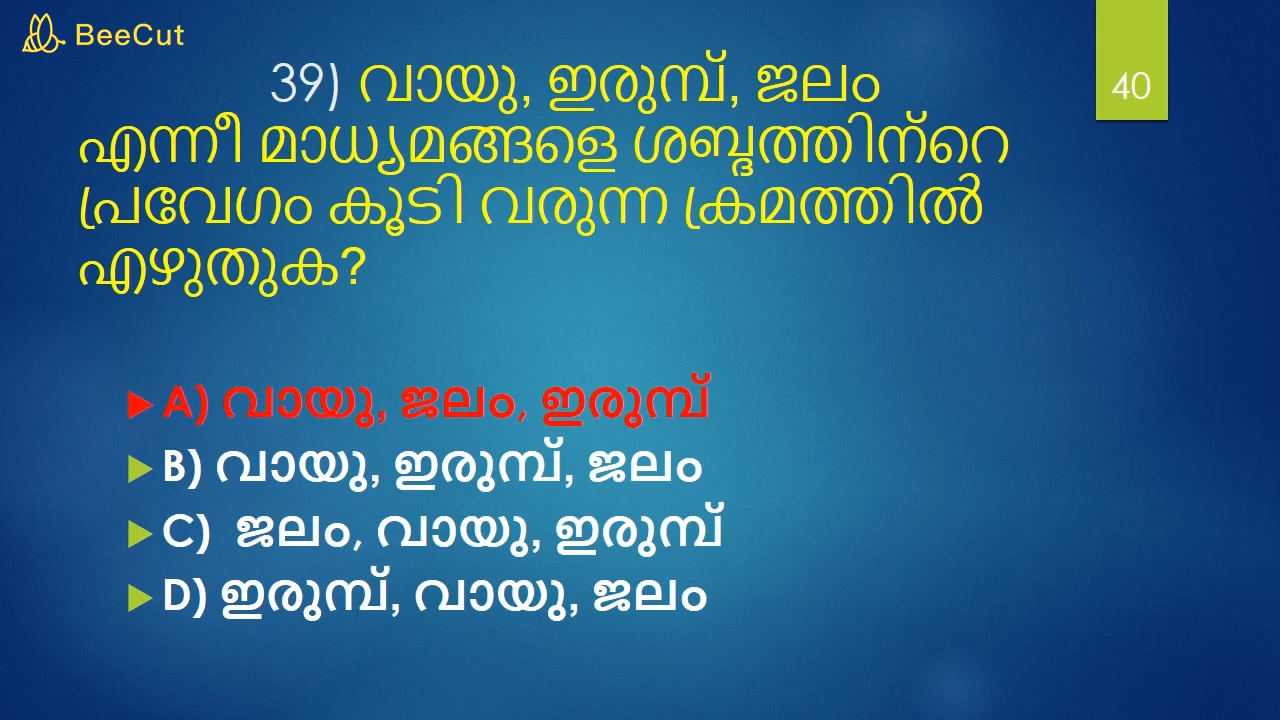 BeeCut
40
39) വായു, ഇരുമ്പ്, ജലം
എന്നീ മാധ്യമങ്ങളെ ശബ്ദത്തിന്റെ
പ്രവേഗം കൂടി വരുന്ന ക്രമത്തിൽ
എഴുതുക?
A) വായു, ജലം, ഇരുമ്പ്
B) വായു, ഇരുമ്പ്, ജലം
C) ജലം, വായു, ഇരുമ്പ്
D) ഇരുമ്പ്, വായു, ജലം